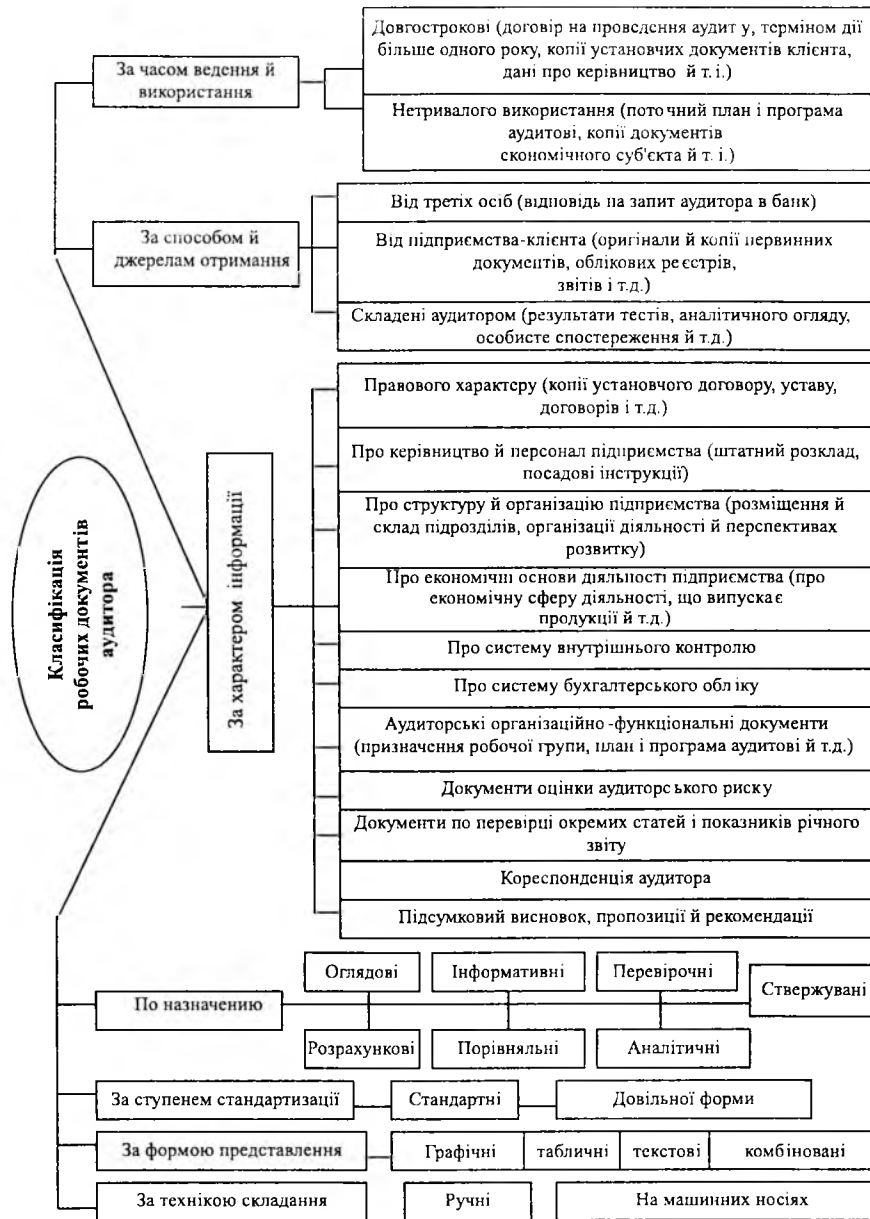 За часом ведення й
використання
Довгострокові (договір на проведення аудит у, терміном дії
більше одного року, копії установчих документів клієнта,
дані про керівництво й т. і.)
Нетривалого використання (поточний план і програма
аудитові, копії документів
скономічного суб'єкта й т. і.)
За способом й
джерелам отримання
Від третіх осіб (відповідь на запит аудитора в банк)
Від підприємства-клієнта (оригінали й копії первинних
документів, облікових реєстрів,
звітів і т.д.)
Складені аудитором (результати тестів, аналітичного огляду,
особисте спостереження й т.д.)
Класифікація
робочих документів
аудитора
За характером інформації
Правового характеру (копії установчого договору, уставу,
договорів і т.д.)
Про керівництво й персонал підприємства (штатний розклад,
посадові інструкції)
Про структуру й організацію підприємства (розміщення й
склад підрозділів, організації діяльності й перспективах
розвитку)
Про економічні основи діяльності підприємства (про
економічну сферу діяльності, що випускає
продукції й т.д.)
Про систему внутрішнього контролю
Про систему бухгалтерського обліку
Аудиторські організаційно-функціональні документи
(призначення робочої групи, план і програма аудитові й т.д.)
Документи оцінки аудиторського риску
Документи по перевірці окремих статей і показників річного
звіту
Кореспонденція аудитора
Підсумковий висновок, пропозиції й рекомендації
По назначению
Оглядові
Інформативні
Перевірочні
Ствержувані
Розрахункові
Порівняльні
Аналітичні
За ступенем стандартизації
Стандартні
Довільної форми
За формою представлення
Графічні
табличні
текстові
комбіновані
За технікою складання
Ручні
На машинних носіях